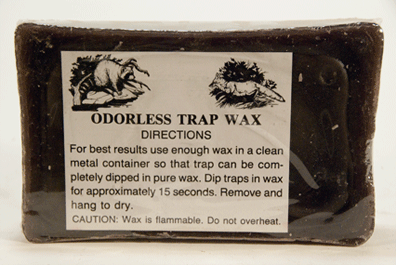 ODORLESS TRAP WAX
DIRECTIONS
For best results use enough wax in a clean
metal container so that trap can be com-
pletely dipped in pure wax. Dip traps in wax
for approximately 15 seconds. Remove and
hang to dry.
CAUTION: Wax is flammable. Do not overheat.